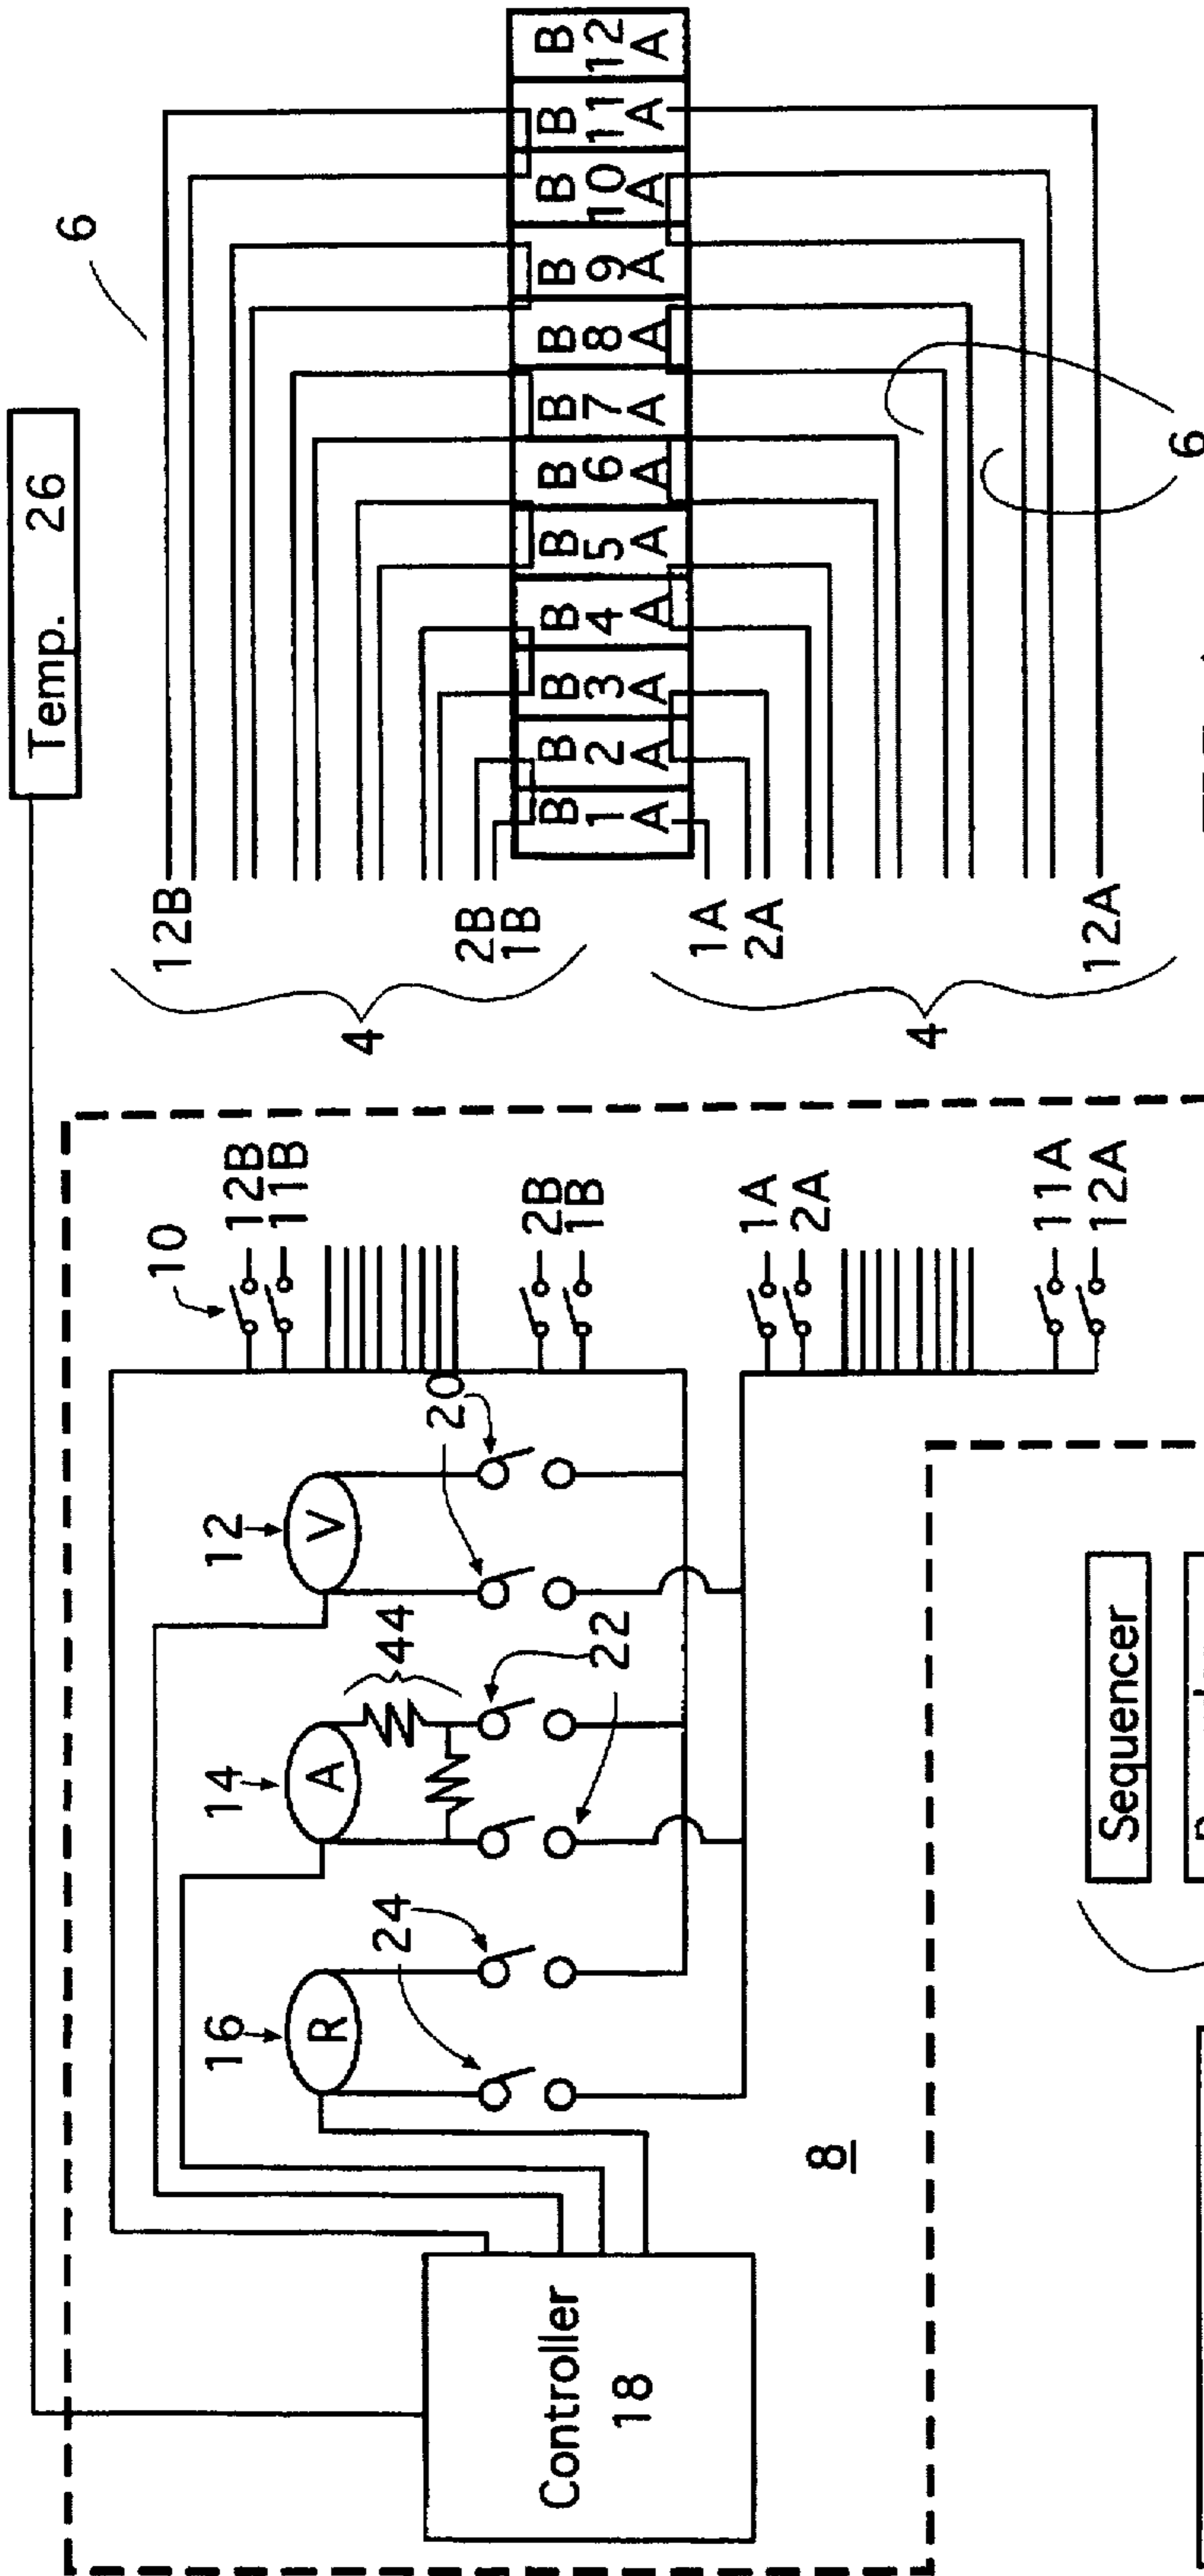 Temp. 26
6
12B
2B
1B
4
B B B B B B B B B B B B
1 2 3 4 5 6 7 8 9 10 11 12
A A A A A A A A A A A A
1A
2A
12A
4
6
10
12B
11B
2B
1B
1A
2A
11A
12A
12
V
20
14
A
44
22
16
R
24
Controller
18
8
Sequencer